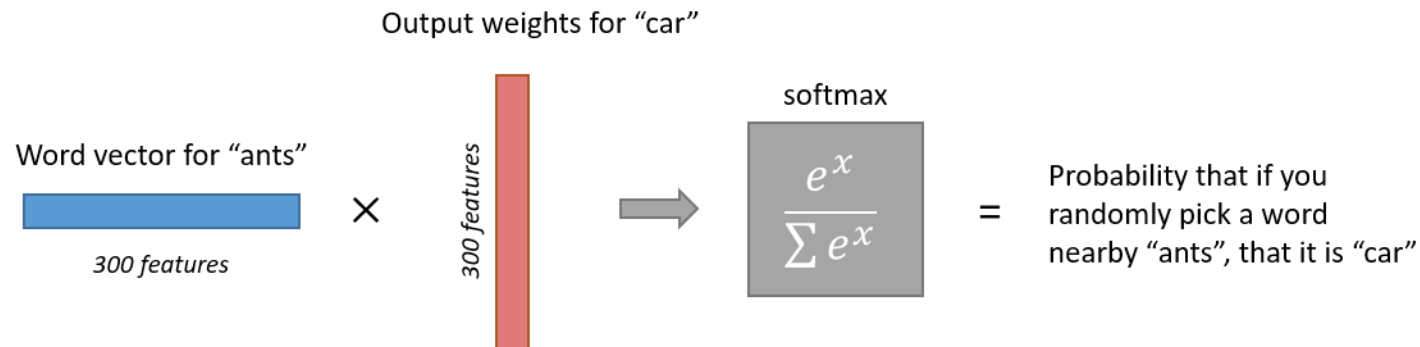 Output weights for “car”
softmax
Word vector for “ants”
300 features
×
300 features
e^x
∑ e^x
=
Probability that if you
randomly pick a word
nearby “ants”, that it is “car”